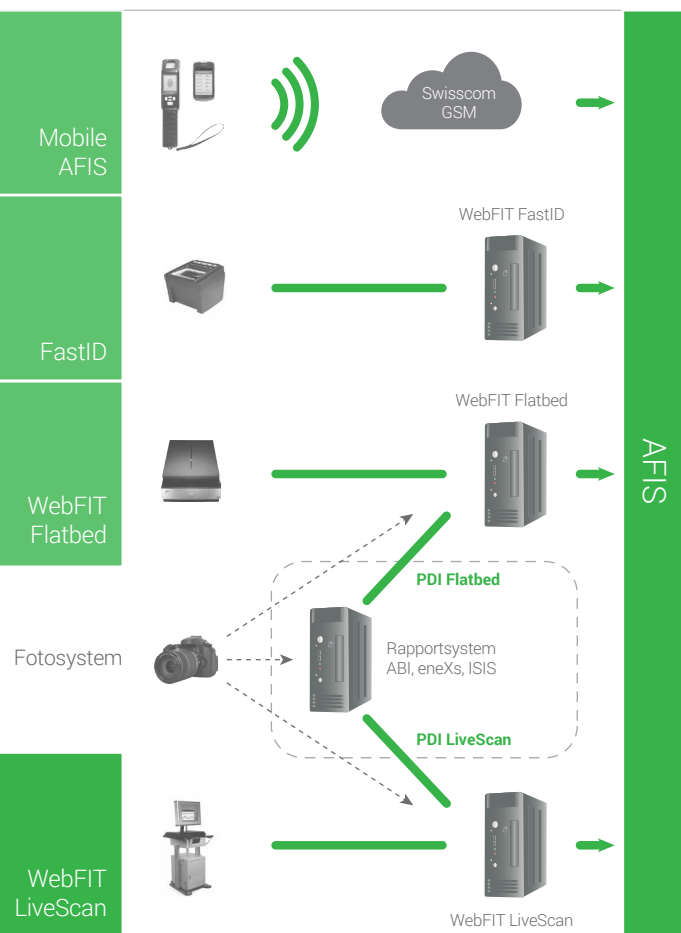 Mobile
AFIS
Swisscom
GSM
FastID
WebFIT FastID
WebFIT
Flatbed
WebFIT Flatbed
AFIS
PDI Flatbed
Fotosystem
Rapportsystem
ABI, eneXs, ISIS
PDI LiveScan
WebFIT
LiveScan
WebFIT LiveScan